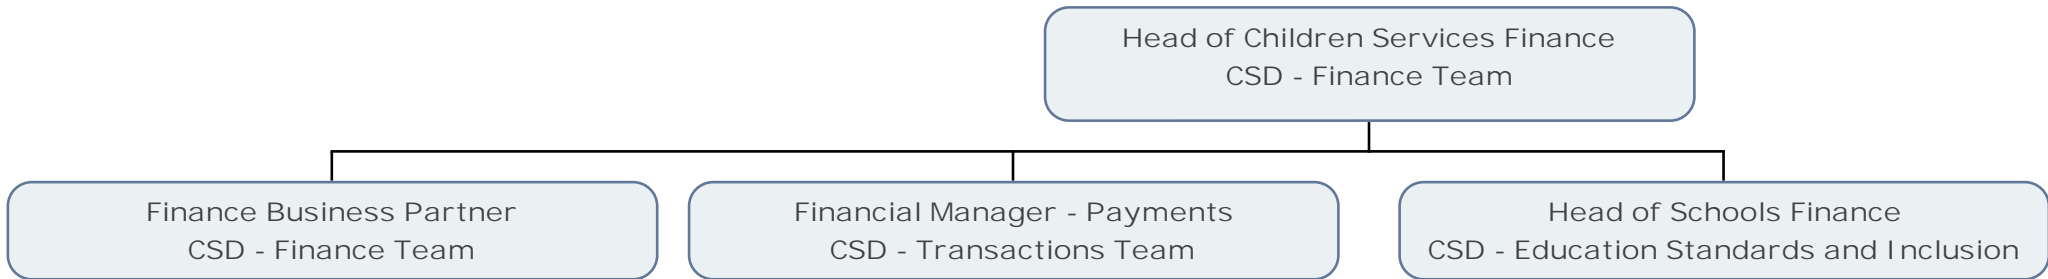 Head of Children Services Finance
CSD - Finance Team
Finance Business Partner
CSD - Finance Team
Financial Manager - Payments
CSD - Transactions Team
Head of Schools Finance
CSD - Education Standards and Inclusion